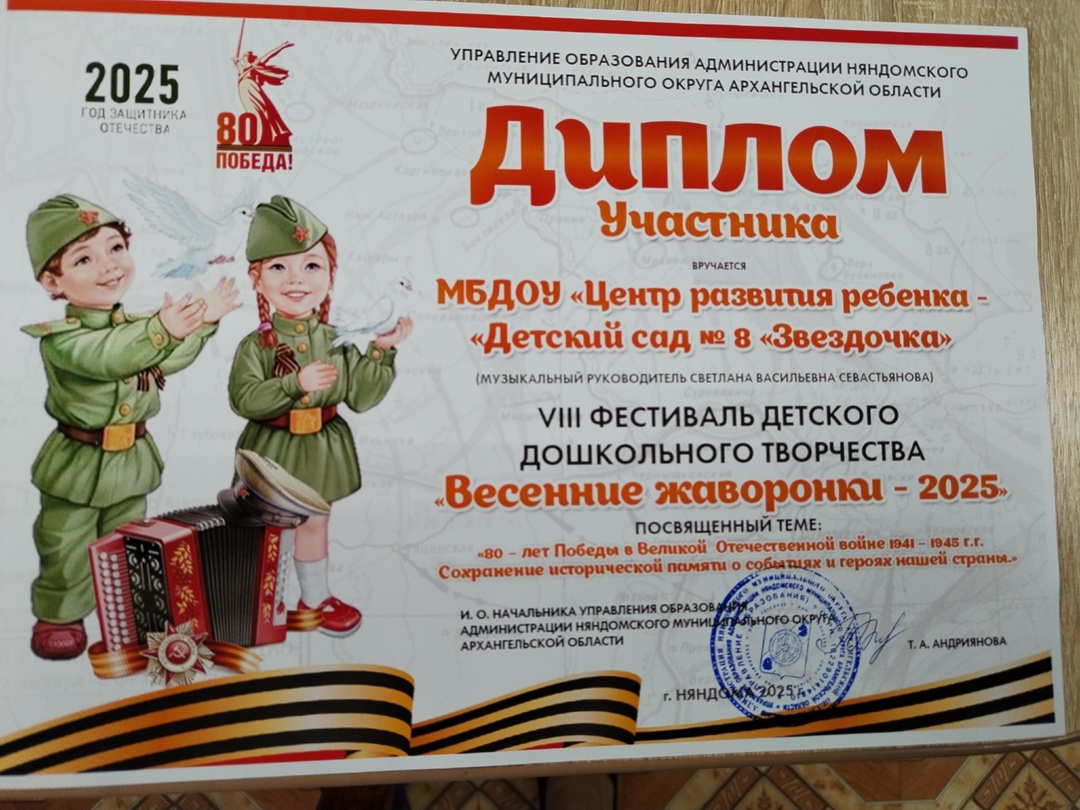 2025
ГОД ЗАЩИТНИКА
ОТЕЧЕСТВА
80
ПОБЕДА!
УПРАВЛЕНИЕ ОБРАЗОВАНИЯ АДМИНИСТРАЦИИ НЯНДОМСКОГО
МУНИЦИПАЛЬНОГО ОКРУГА АРХАНГЕЛЬСКОЙ ОБЛАСТИ
Диплом
Участника
ВРУЧАЕТСЯ
МБДОУ «Центр развития ребенка –
«Детский сад № 8 «Звездочка»
(МУЗЫКАЛЬНЫЙ РУКОВОДИТЕЛЬ СВЕТЛАНА ВАСИЛЬЕВНА СЕВАСТЬЯНОВА)
VIII ФЕСТИВАЛЬ ДЕТСКОГО
ДОШКОЛЬНОГО ТВОРЧЕСТВА
«Весенние жаворонки – 2025»
ПОСВЯЩЕННЫЙ ТЕМЕ:
«80 – лет Победы в Великой Отечественной войне 1941 – 1945 г.г.
Сохранение исторической памяти о событиях и героях нашей страны.»
И. О. НАЧАЛЬНИКА УПРАВЛЕНИЯ ОБРАЗОВАНИЯ
АДМИНИСТРАЦИИ НЯНДОМСКОГО МУНИЦИПАЛЬНОГО ОКРУГА
АРХАНГЕЛЬСКОЙ ОБЛАСТИ
Т. А. АНДРИЯНОВА
г. НЯНДОМА 2025 г.